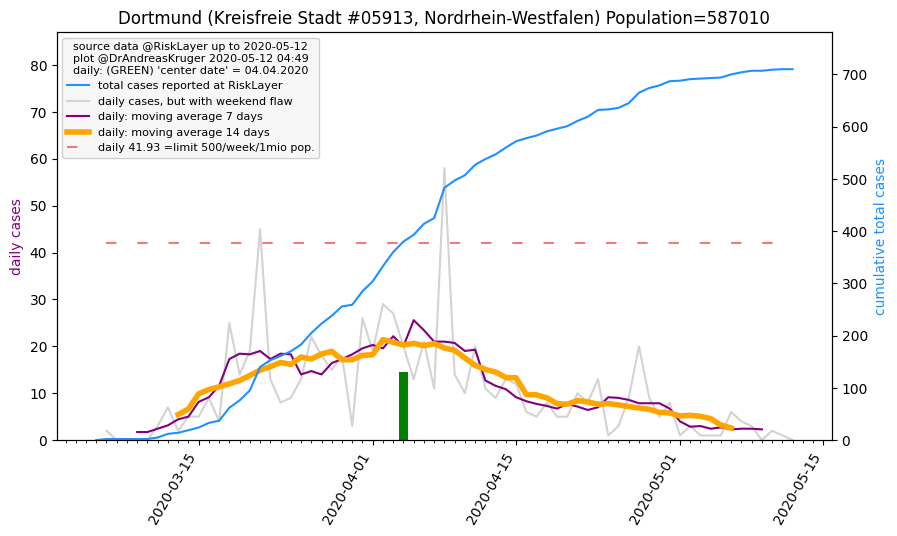 Dortmund (Kreisfreie Stadt #05913, Nordrhein-Westfalen) Population=587010
source data @RiskLayer up to 2020-05-12
plot @DrAndreasKruger 2020-05-12 04:49
daily: (GREEN) 'center date' = 04.04.2020
total cases reported at RiskLayer
daily cases, but with weekend flaw
daily: moving average 7 days
daily: moving average 14 days
daily 41.93 =limit 500/week/1mio pop.
daily cases
80
70
60
50
40
30
20
10
0
cumulative total cases
700
600
500
400
300
200
100
0
2020-03-15
2020-04-01
2020-04-15
2020-05-01
2020-05-15